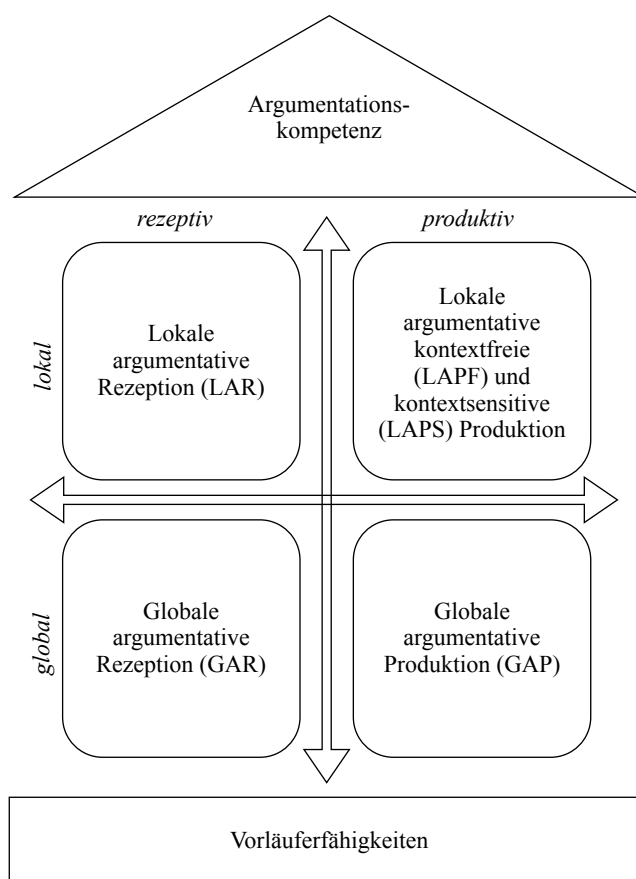 Argumentations-
kompetenz
rezeptiv
produktiv
lokal
Lokale
argumentative
Rezeption (LAR)
Lokale
argumentative
kontextfreie
(LAPF) und
kontextsensitive
(LAPS) Produktion
global
Globale
argumentative
Rezeption (GAR)
Globale
argumentative
Produktion (GAP)
Vorläuferfähigkeiten